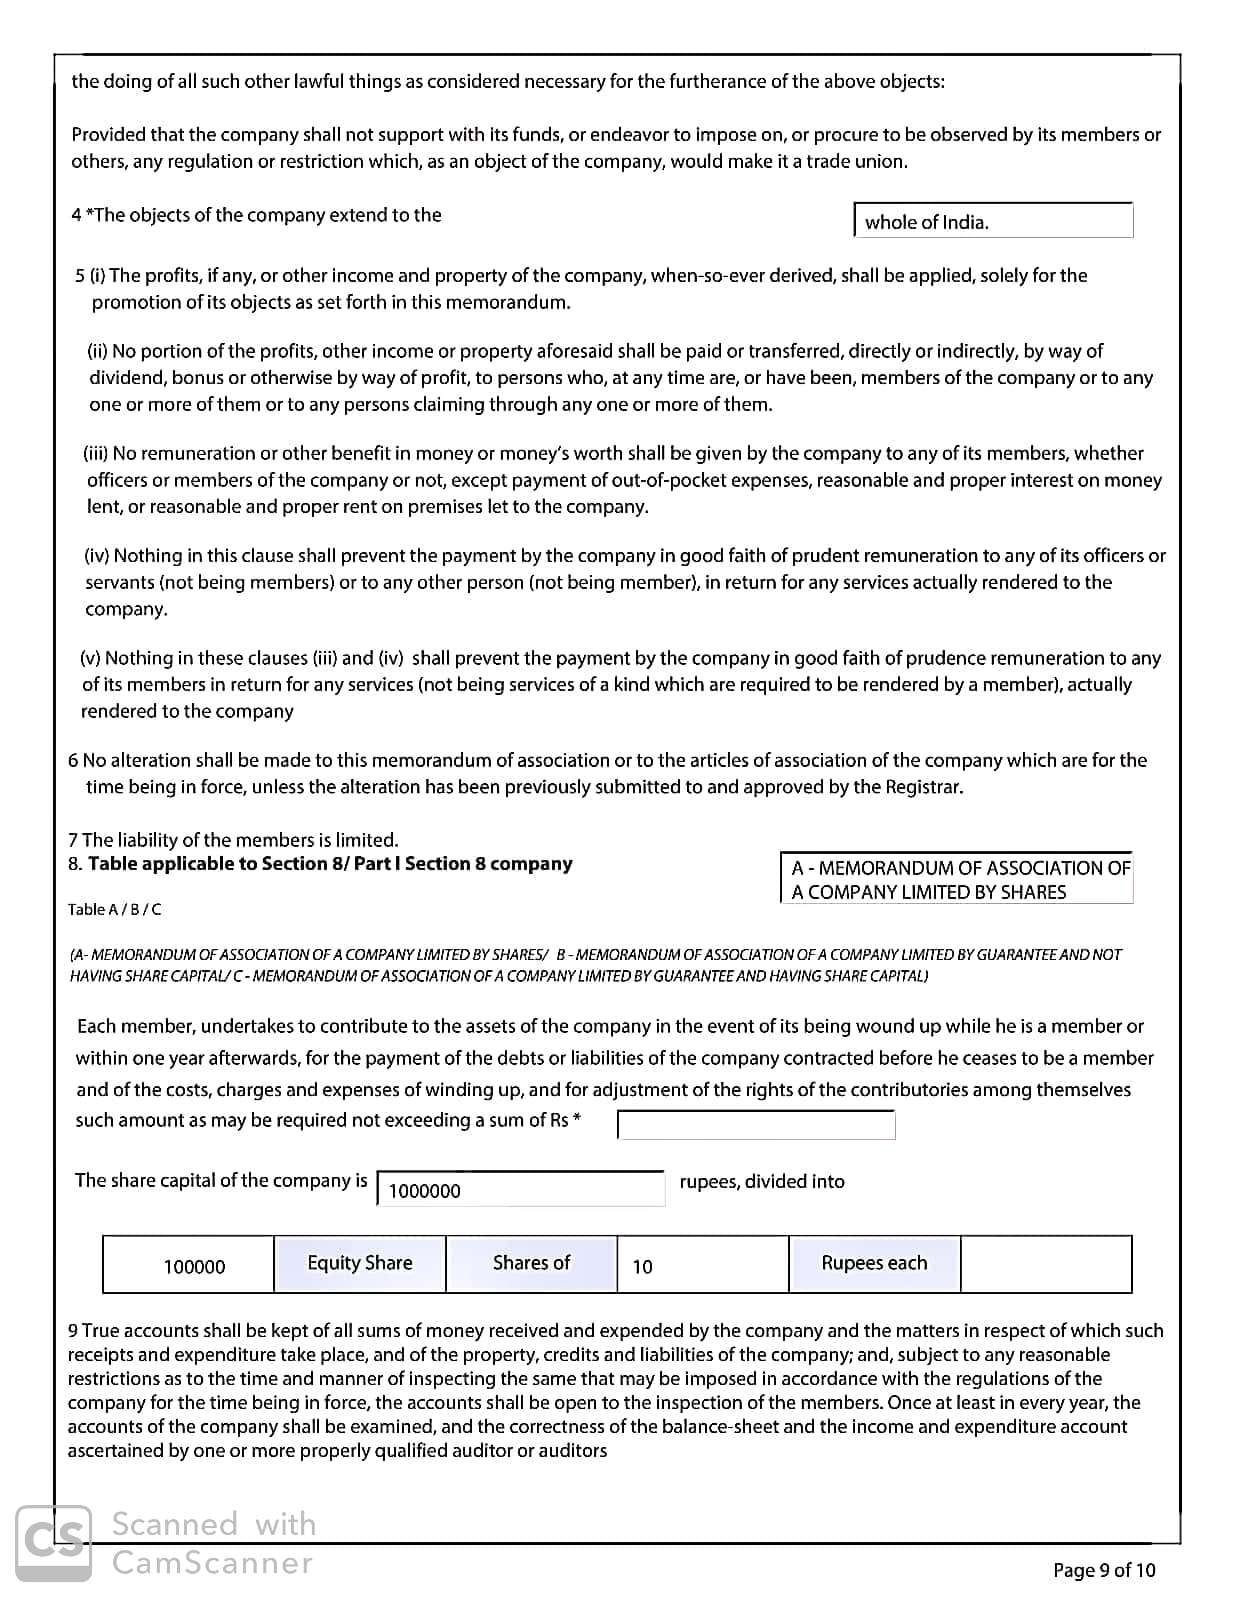 the doing of all such other lawful things as considered necessary for the furtherance of the above objects:
Provided that the company shall not support with its funds, or endeavor to impose on, or procure to be observed by its members or
others, any regulation or restriction which, as an object of the company, would make it a trade union.
4 *The objects of the company extend to the
whole of India.
5 (i) The profits, if any, or other income and property of the company, when-so-ever derived, shall be applied, solely for the
promotion of its objects as set forth in this memorandum.
(ii) No portion of the profits, other income or property aforesaid shall be paid or transferred, directly or indirectly, by way of
dividend, bonus or otherwise by way of profit, to persons who, at any time are, or have been, members of the company or to any
one or more of them or to any persons claiming through any one or more of them.
(iii) No remuneration or other benefit in money or money's worth shall be given by the company to any of its members, whether
officers or members of the company or not, except payment of out-of-pocket expenses, reasonable and proper interest on money
lent, or reasonable and proper rent on premises let to the company.
(iv) Nothing in this clause shall prevent the payment by the company in good faith of prudent remuneration to any of its officers or
servants (not being members) or to any other person (not being member), in return for any services actually rendered to the
company.
(v) Nothing in these clauses (iii) and (iv) shall prevent the payment by the company in good faith of prudence remuneration to any
of its members in return for any services (not being services of a kind which are required to be rendered by a member), actually
rendered to the company
6 No alteration shall be made to this memorandum of association or to the articles of association of the company which are for the
time being in force, unless the alteration has been previously submitted to and approved by the Registrar.
7 The liability of the members is limited.
8. Table applicable to Section 8/ Part I Section 8 company
A - MEMORANDUM OF ASSOCIATION OF
A COMPANY LIMITED BY SHARES
Table A / B / C
(A- MEMORANDUM OF ASSOCIATION OF A COMPANY LIMITED BY SHARES/ B - MEMORANDUM OF ASSOCIATION OF A COMPANY LIMITED BY GUARANTEE AND NOT
HAVING SHARE CAPITAL/ C - MEMORANDUM OF ASSOCIATION OF A COMPANY LIMITED BY GUARANTEE AND HAVING SHARE CAPITAL)
Each member, undertakes to contribute to the assets of the company in the event of its being wound up while he is a member or
within one year afterwards, for the payment of the debts or liabilities of the company contracted before he ceases to be a member
and of the costs, charges and expenses of winding up, and for adjustment of the rights of the contributories among themselves
such amount as may be required not exceeding a sum of Rs *
The share capital of the company is 1000000 rupees, divided into
100000 Equity Share Shares of 10 Rupees each
9 True accounts shall be kept of all sums of money received and expended by the company and the matters in respect of which such
receipts and expenditure take place, and of the property, credits and liabilities of the company; and, subject to any reasonable
restrictions as to the time and manner of inspecting the same that may be imposed in accordance with the regulations of the
company for the time being in force, the accounts shall be open to the inspection of the members. Once at least in every year, the
accounts of the company shall be examined, and the correctness of the balance-sheet and the income and expenditure account
ascertained by one or more properly qualified auditor or auditors
CS Scanned with
CamScanner
Page 9 of 10